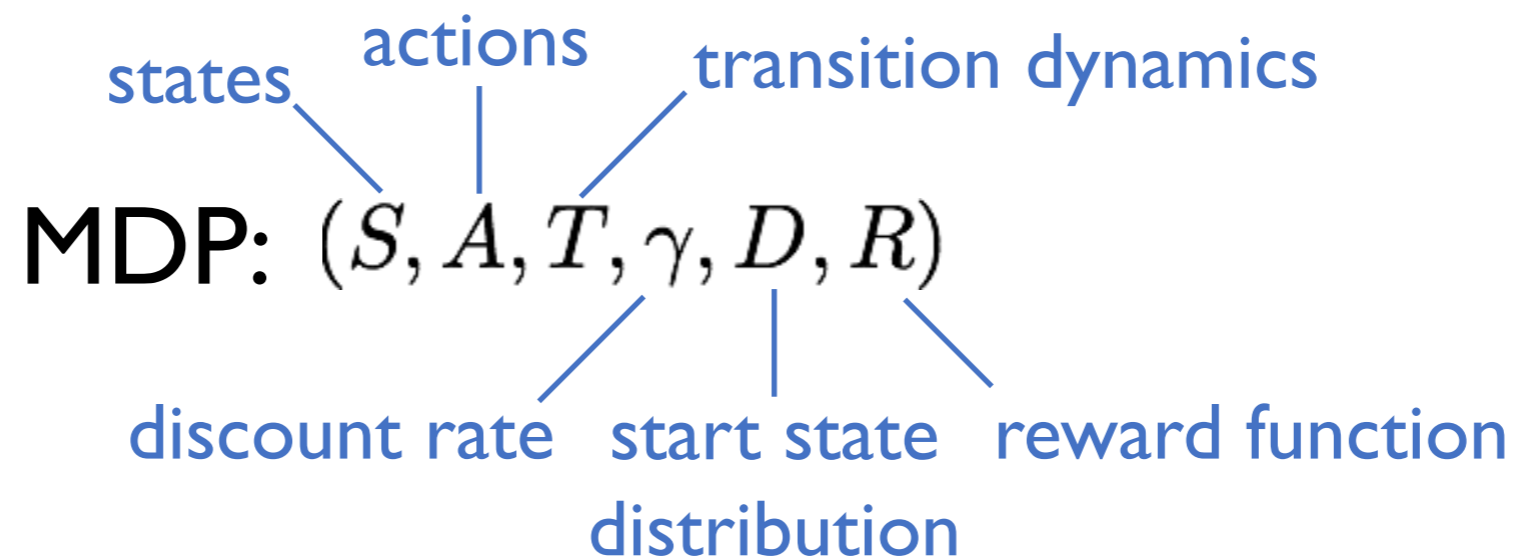 actions
states
transition dynamics
MDP: (S, A, T, γ, D, R)
discount rate
start state
distribution
reward function